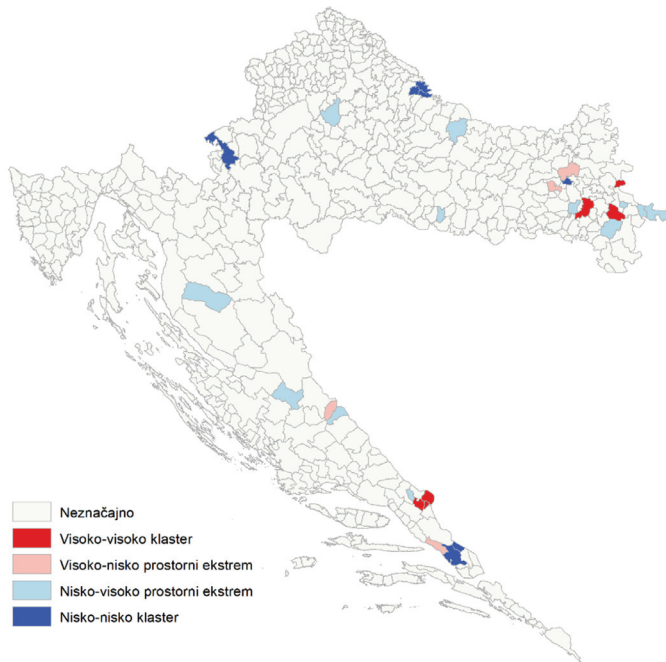 Neznačajno
Visoko-visoko klaster
Visoko-nisko prostorni ekstrem
Nisko-visoko prostorni ekstrem
Nisko-nisko klaster